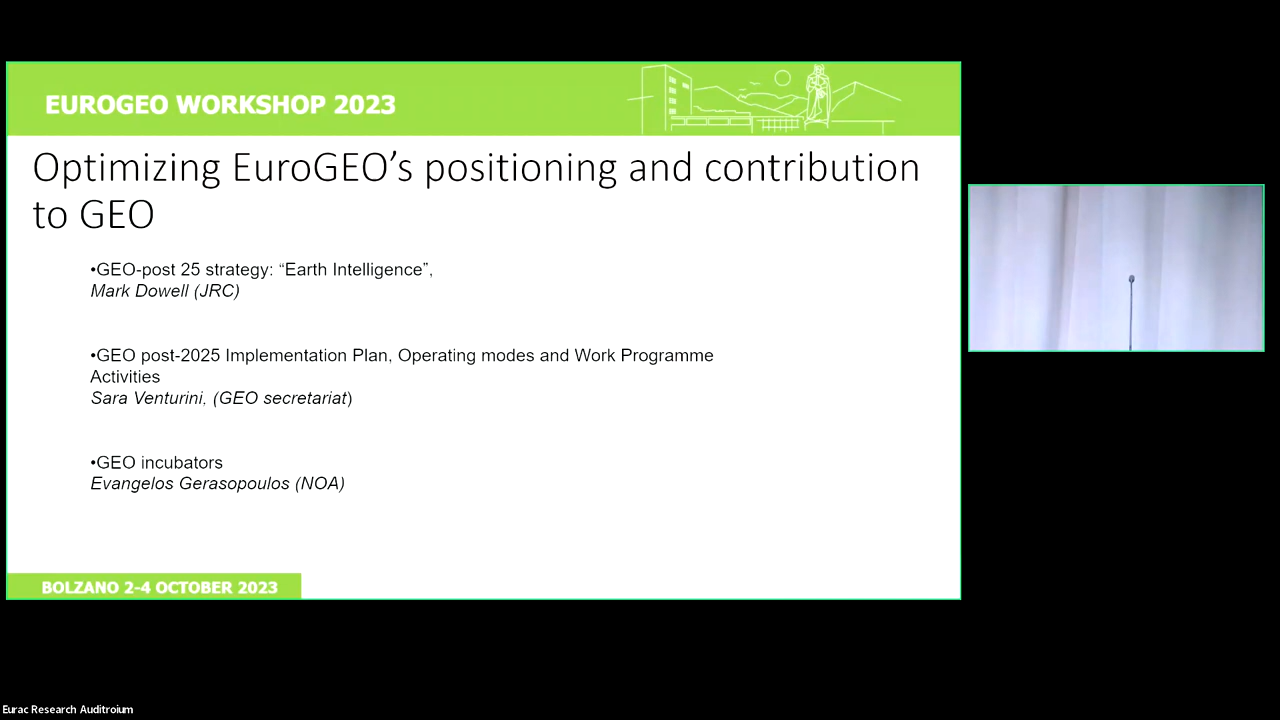 EUROGEO WORKSHOP 2023
Optimizing EuroGEO’s positioning and contribution
to GEO
•GEO-post 25 strategy: “Earth Intelligence”,
Mark Dowell (JRC)
•GEO post-2025 Implementation Plan, Operating modes and Work Programme
Activities
Sara Venturini, (GEO secretariat)
•GEO incubators
Evangelos Gerasopoulos (NOA)
BOLZANO 2-4 OCTOBER 2023
Eurac Research Auditroium